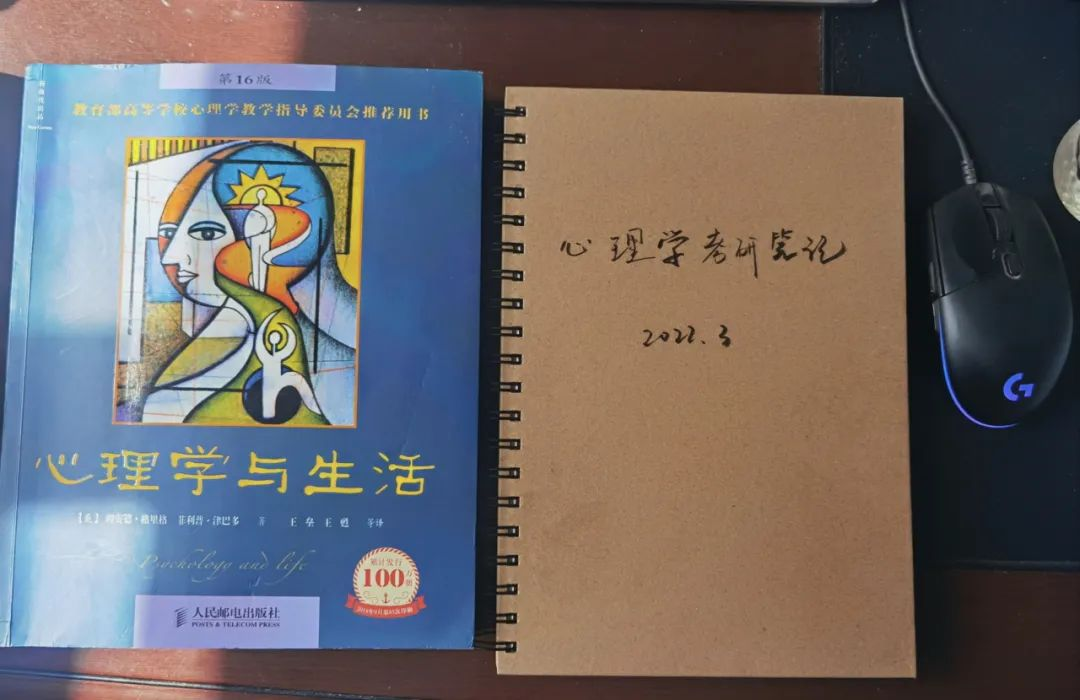 第16版
教育部高等学校心理学教学指导委员会推荐用书
心理学与生活
【美】理查德·格里格 菲利普·津巴多 著 王垒 王甦 等译
Psychology and life
累计发行
100万册
人民邮电出版社
POSTS & TELECOM PRESS
心理学考研笔记
2022.3
G